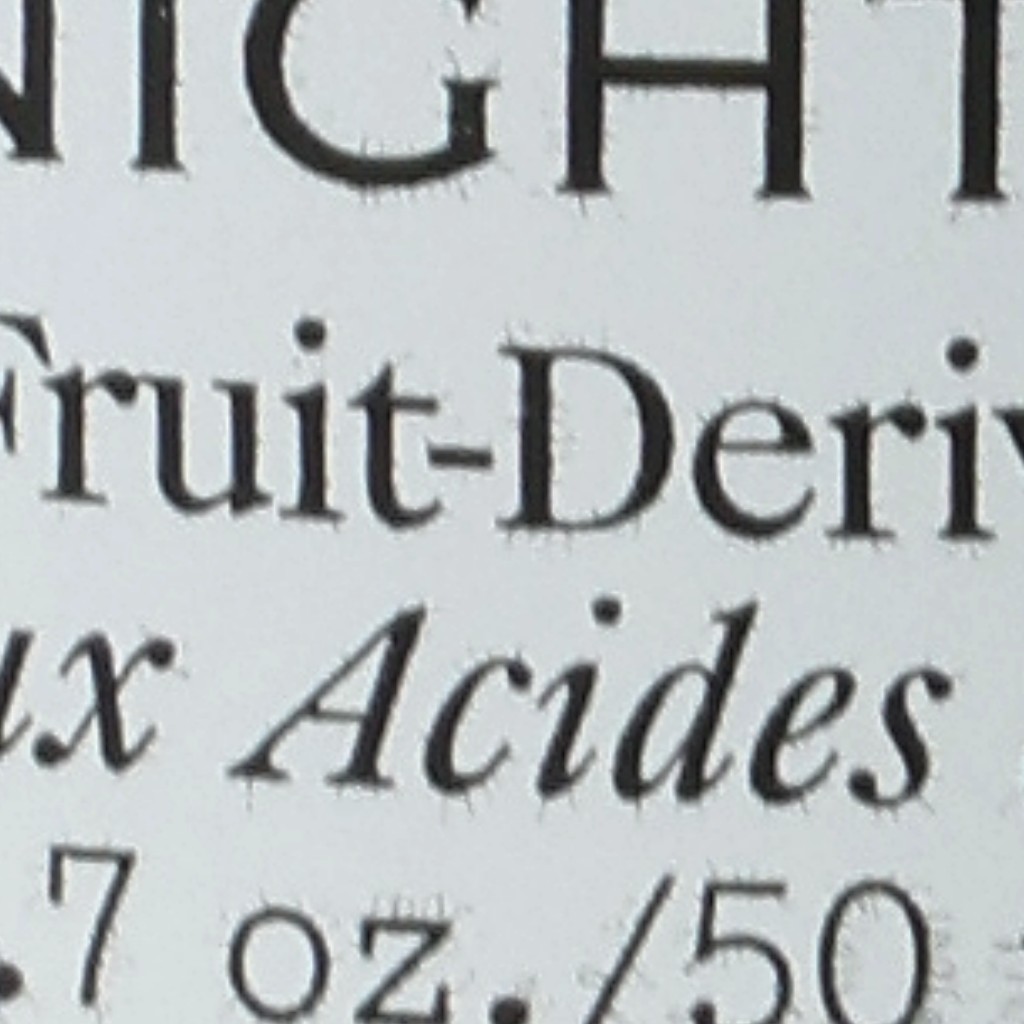 NIGHT
Fruit-Deriv
ux Acides
.7 oz./50